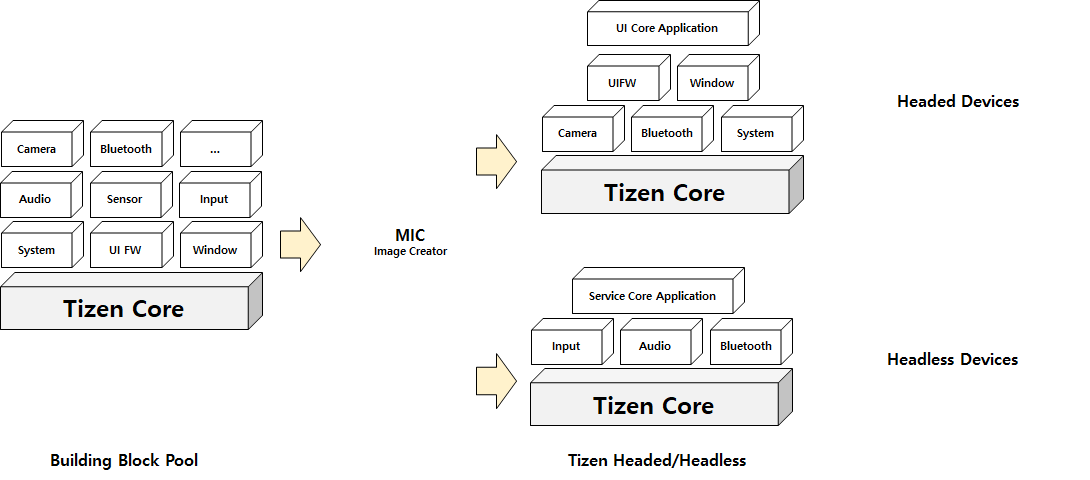 UI Core Application
UIFW
Window
Headed Devices
Camera
Bluetooth
System
Tizen Core
Camera
Bluetooth
...
Audio
Sensor
Input
System
UI FW
Window
Tizen Core
MIC
Image Creator
Service Core Application
Input
Audio
Bluetooth
Headless Devices
Tizen Core
Building Block Pool
Tizen Headed/Headless